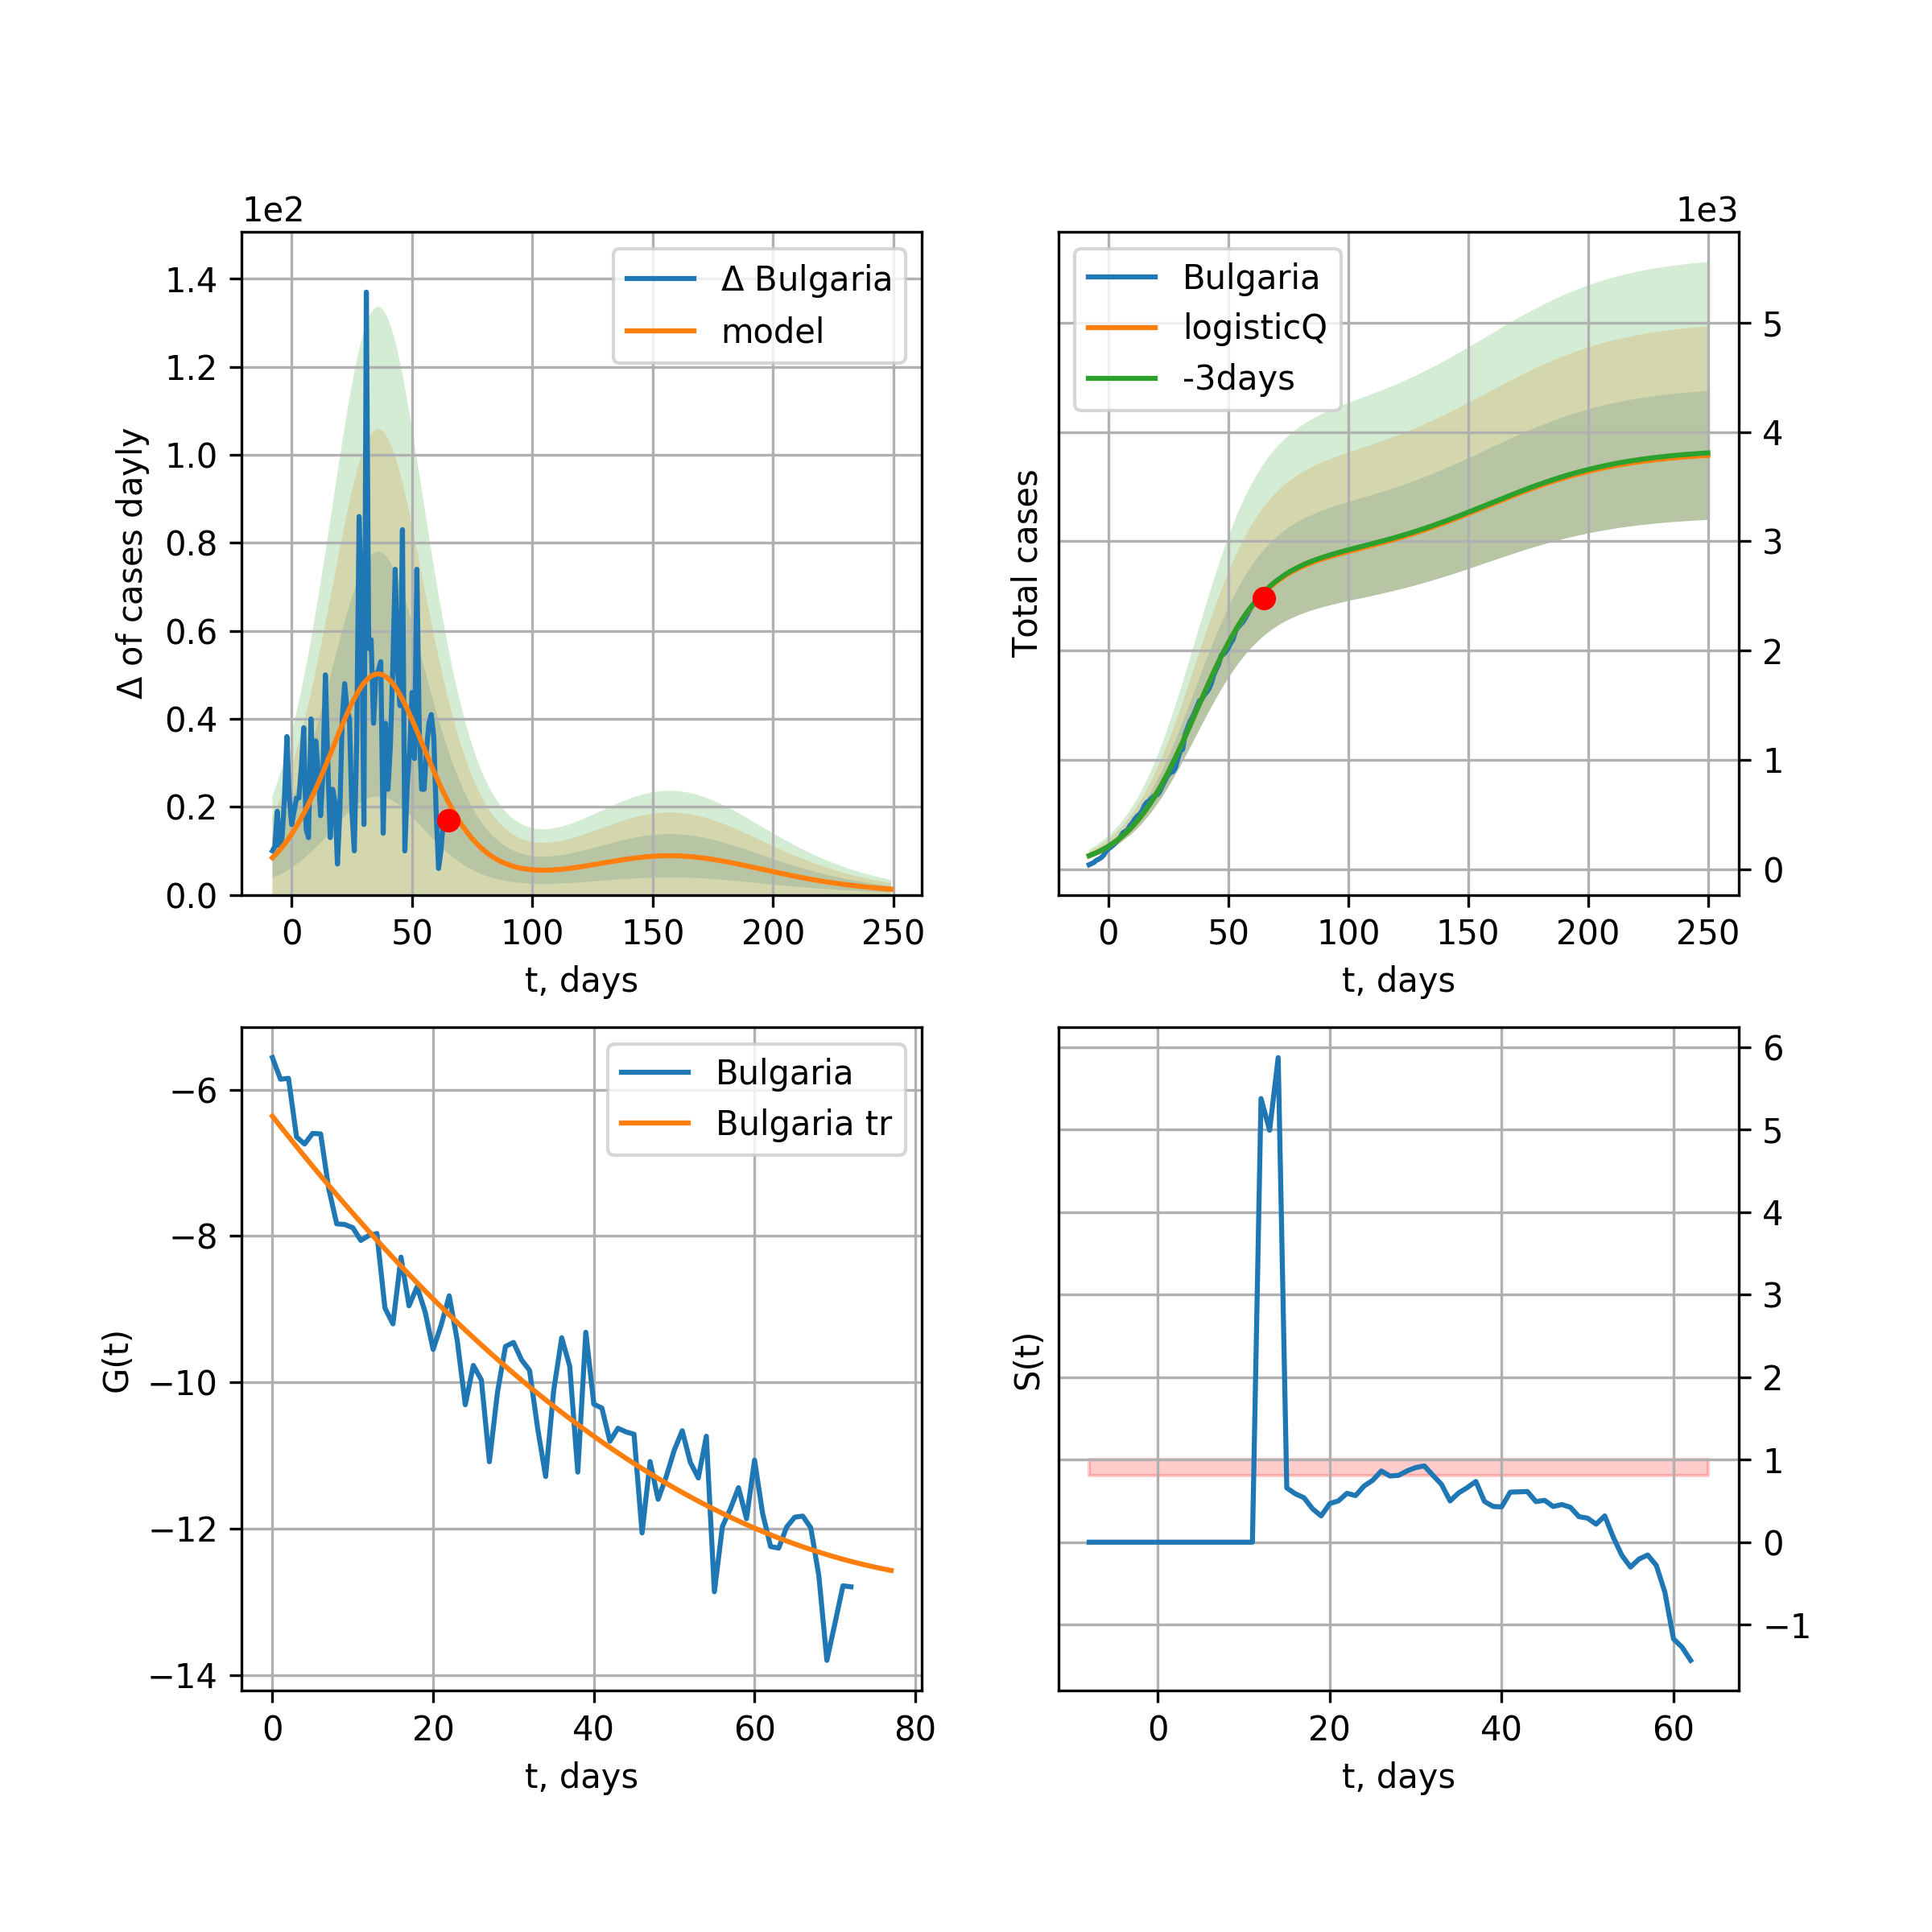 1e2
Δ of cases dayly
1.4
1.2
1.0
0.8
0.6
0.4
0.2
0.0
Δ Bulgaria
model
0 50 100 150 200 250
t, days
1e3
Total cases
Bulgaria
logisticQ
-3days
5
4
3
2
1
0
0 50 100 150 200 250
t, days
G(t)
−6
−8
−10
−12
−14
Bulgaria
Bulgaria tr
0 20 40 60 80
t, days
S(t)
6
5
4
3
2
1
0
−1
0 20 40 60
t, days